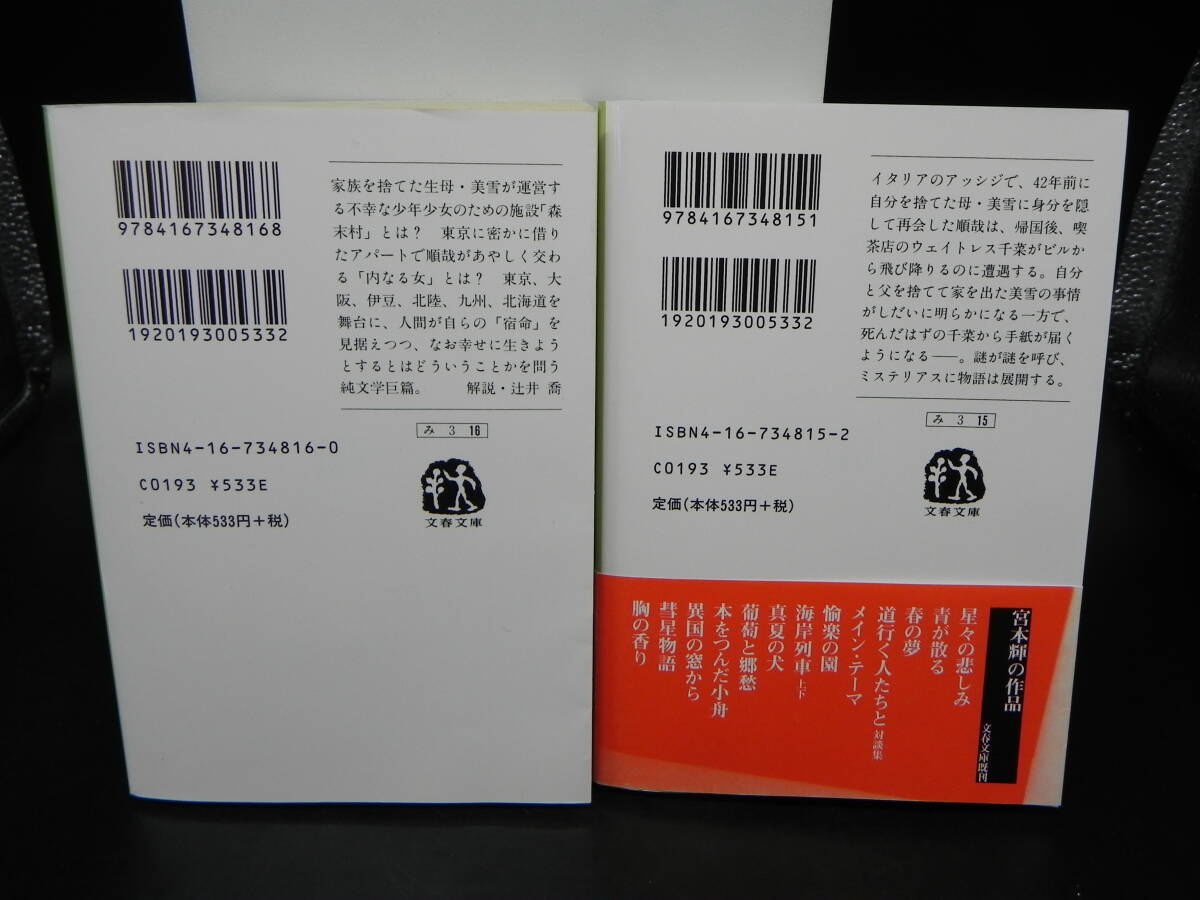 9784167348168
1920193005332
家族を捨てた生母・美雪が運営す
る不幸な少年少女のための施設「森
末村」とは?　東京に密かに借り
たアパートで順哉があやしく交わ
る「内なる女」とは?　東京、大
阪、伊豆、北陸、九州、北海道を
舞台に、人間が自らの「宿命」を
見据えつつ、なお幸せに生きよう
とするとはどういうことかを問う
純文学巨篇。　解説・辻井 喬
み 3 16
ISBN4-16-734816-0
C0193 ¥533E
定価(本体533円+税)
文春文庫
9784167348151
1920193005332
イタリアのアッシジで、42年前に
自分を捨てた母・美雪に身分を隠
して再会した順哉は、帰国後、喫
茶店のウェイトレス千菜がビルか
ら飛び降りるのに遭遇する。自分
と父を捨てて家を出た美雪の事情
がしだいに明らかになる一方で、
死んだはずの千菜から手紙が届く
ようになる――。謎が謎を呼び、
ミステリアスに物語は展開する。
み 3 15
ISBN4-16-734815-2
C0193 ¥533E
定価(本体533円+税)
文春文庫
宮本輝の作品
文春文庫既刊
星々の悲しみ
青が散る
春の夢
道行く人たちと 対談集
メイン・テーマ
愉楽の園
海岸列車 上下
真夏の犬
葡萄と郷愁
本をつんだ小舟
異国の窓から
彗星物語
胸の香り